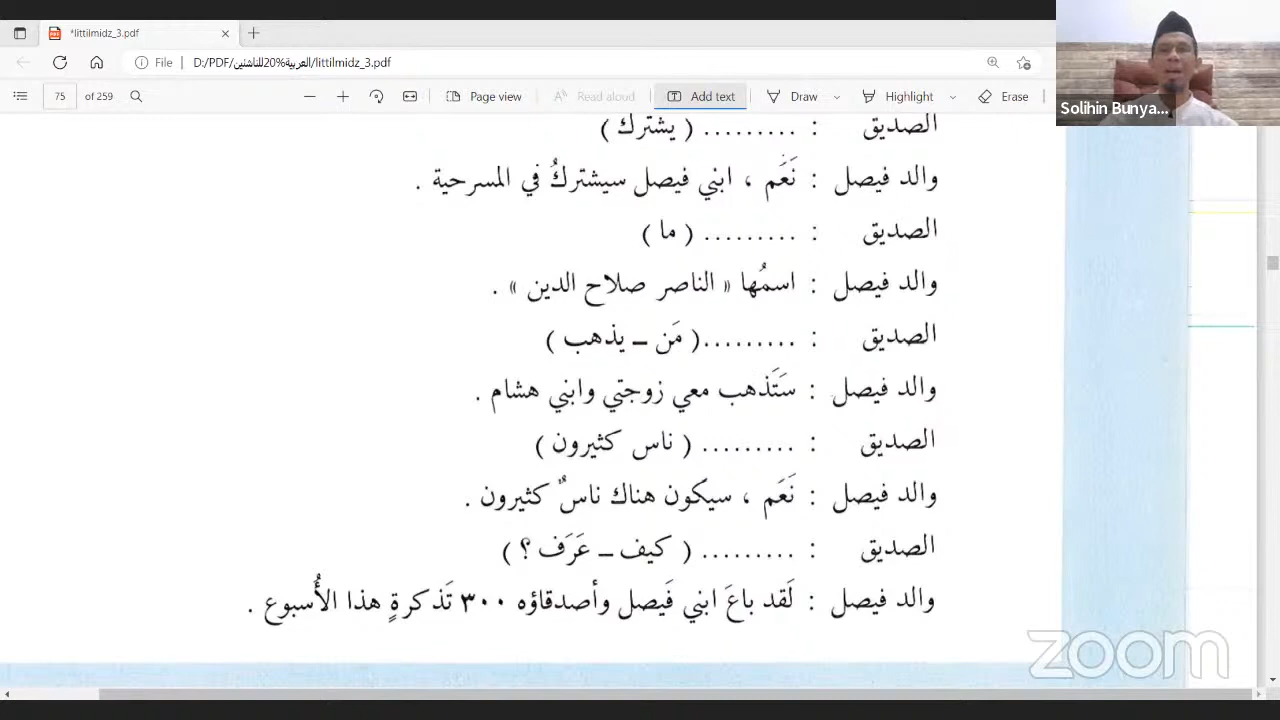 *littilmidz_3.pdf
File D:/PDF/العربية%20للناشئين/littilmidz_3.pdf
75 of 259 Page view Read aloud Add text Draw Highlight Erase
Solihin Bunya...
الصديق : ......... ( يشترك )
والد فيصل : نَعَم ، ابني فيصل سيشتركُ في المسرحية .
الصديق : ......... ( ما )
والد فيصل : اسمُها « الناصر صلاح الدين » .
الصديق : ......... ( مَن ــ يذهب )
والد فيصل : سَتَذهب معي زوجتي وابني هشام .
الصديق : ......... ( ناس كثيرون )
والد فيصل : نَعَم ، سيكون هناك ناسٌ كثيرون .
الصديق : ......... ( كيف ــ عَرَف ؟ )
والد فيصل : لَقد باعَ ابني فَيصل وأصدقاؤه ٣٠٠ تَذكرةٍ هذا الأُسبوع .
zoom